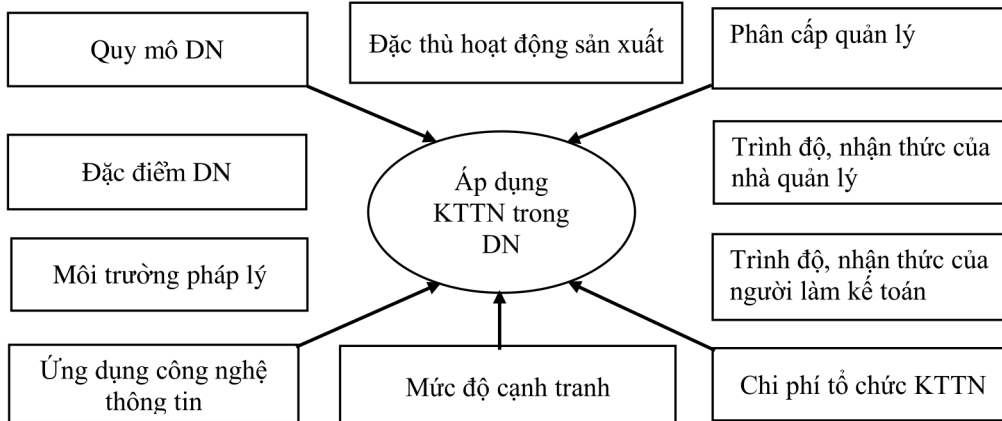 Quy mô DN
Đặc thù hoạt động sản xuất
Phân cấp quản lý
Đặc điểm DN
Áp dụng
KTTN trong
DN
Trình độ, nhận thức của
nhà quản lý
Môi trường pháp lý
Trình độ, nhận thức của
người làm kế toán
Ứng dụng công nghệ
thông tin
Mức độ cạnh tranh
Chi phí tổ chức KTTN